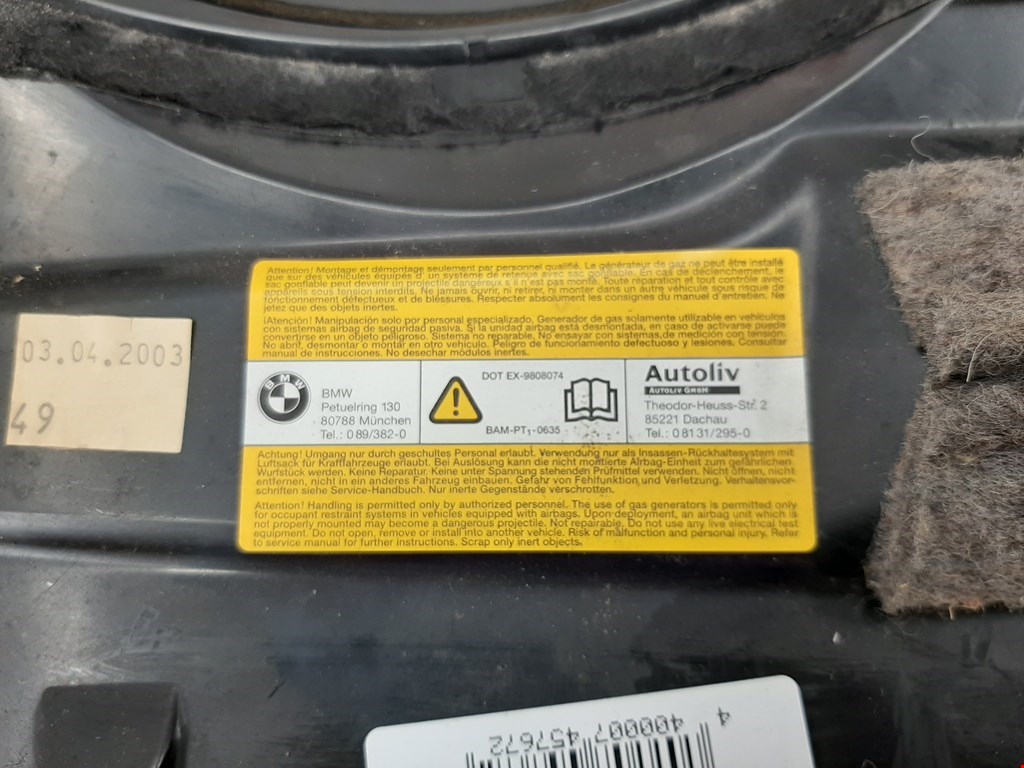 Attention! Montage et démontage seulement par personnel qualifié. Le générateur de gaz ne peut être installé
que sur des véhicules équipés d' un système de retenue avec sac gonflable. En cas de déclenchement, le
sac gonflable peut devenir un projectile dangereux s'il n'est pas monté. Toute réparation et tout contrôle avec
appareils sous tension interdits. Ne jamais ouvrir, ni retirer, ni monter dans un autre véhicule sous risque de
fonctionnement défectueux et de bléssures. Respecter absolument les consignes du manuel d'entretien. Ne
jetez que des objets inertes.
¡Atención! Manipulación solo por personal especializado. Generador de gas solamente utilizable en vehículos
con sistemas airbag de seguridad pasiva. Si la unidad airbag está desmontada, en caso de activarse puede
convertirse en un objeto peligroso. Sistema no reparable. No ensayar con sistemas de medición con tensión.
No abrir, desmontar o montar en otro vehículo. Peligro de funcionamiento defectuoso y lesiones. Consultar
manual de instrucciones. No desechar módulos inertes.
03.04.2003
49
BMW
BMW
Petuelring 130
80788 München
Tel.: 0 89/382-0
DOT EX-9808074
BAM-PT1-0635
Autoliv
AUTOLIV GMBH
Theodor-Heuss-Str. 2
85221 Dachau
Tel.: 0 81 31/295-0
Achtung! Umgang nur durch geschultes Personal erlaubt. Verwendung nur als Insassen-Rückhaltesystem mit
Luftsack für Kraftfahrzeuge erlaubt. Bei Auslösung kann die nicht montierte Airbag-Einheit zum gefährlichen
Wurfstück werden. Keine Reparatur. Keine unter Spannung stehenden Prüfmittel verwenden. Nicht öffnen, nicht
entfernen, nicht in ein anderes Fahrzeug einbauen. Gefahr von Fehlfunktion und Verletzung. Verhaltensvor-
schriften siehe Service-Handbuch. Nur inerte Gegenstände verschrotten.
Attention! Handling is permitted only by authorized personnel. The use of gas generators is permitted only
for occupant restraint systems in vehicles equipped with airbags. Upon deployment, an airbag unit which is
not properly mounted may become a dangerous projectile. Not repairable. Do not use any live electrical test
equipment. Do not open, remove or install into another vehicle. Risk of malfunction and personal injury. Refer
to service manual for further instructions. Scrap only inert objects.
4 400007 457672